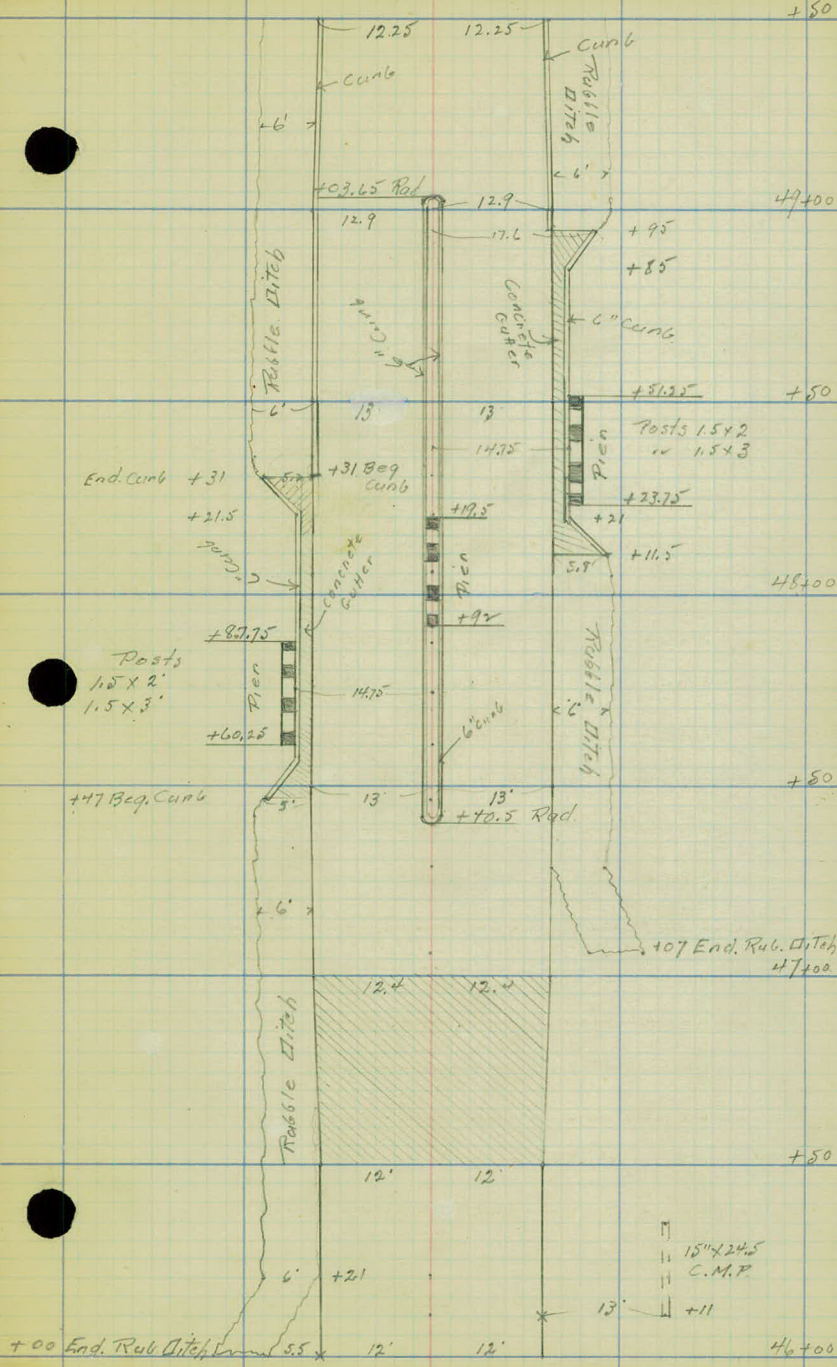 +50
12.25 12.25
Curb
Curb
Rubble Ditch
6'
6'
+03.65 Rad
49+00
12.9
12.9
17.6
+95
+85
Rubble Ditch
6" Curb
Concrete Gutter
6" Curb
+51.25
+50
6'
13
13
Posts 1.5 x 2
" 1.5 x 3
Pier
14.75
End. Curb +31
+31 Beg
Curb
+23.75
+21.5
+19.5
+21
+11.5
5.8'
Concrete Gutter
Pier
48+00
+92
+87.75
Posts
1.5 x 2'
1.5 x 3'
Pier
14.75
Rubble Ditch
6'
+60.25
6" Curb
+50
+47 Beg. Curb
5'
13
13'
+40.5 Rad.
6'
+07 End. Rub. Ditch
47+00
12.4 12.4
Rubble Ditch
+50
12' 12'
15" x 24.5
C.M.P.
6' +21
13' +11
+00 End. Rub Ditch 5.5 12' 12' 46+00